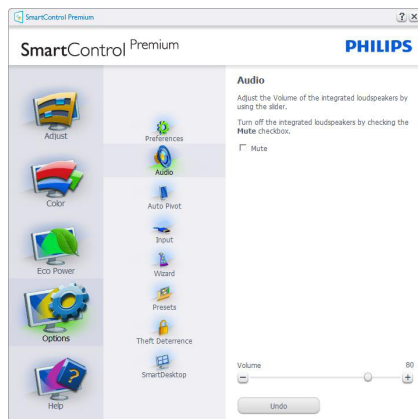 SmartControl Premium
SmartControl Premium
PHILIPS
Adjust
Color
Eco Power
Options
Help
Preferences
Audio
Auto Pivot
Input
Wizard
Presets
Theft Deterrence
SmartDesktop
Audio
Adjust the Volume of the integrated loudspeakers by
using the slider.
Turn off the integrated loudspeakers by checking the
Mute checkbox.
Mute
Volume 80
Undo